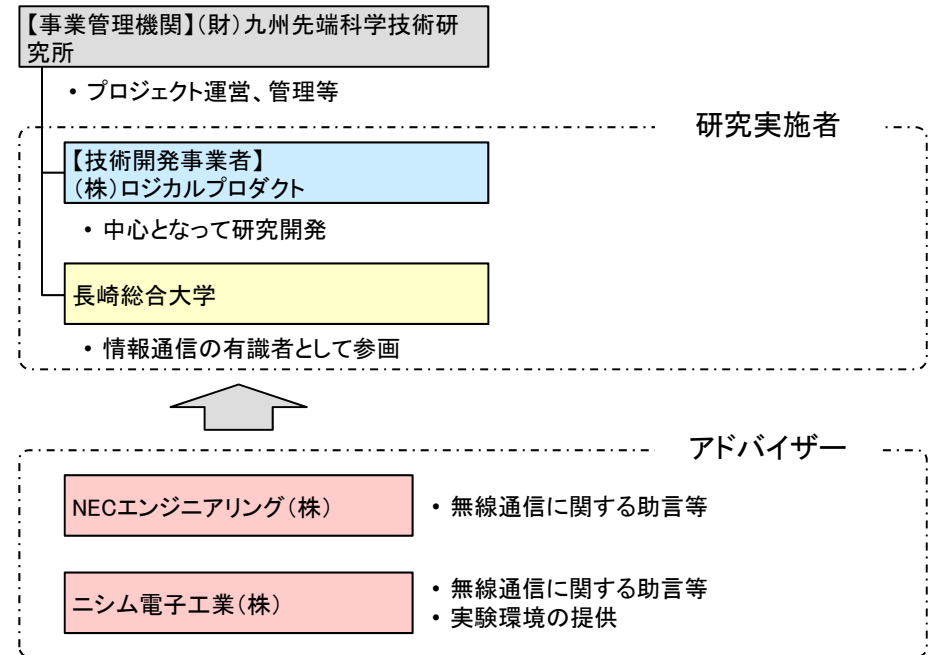 【事業管理機関】(財)九州先端科学技術研
究所
• プロジェクト運営、管理等
研究実施者
【技術開発事業者】
(株)ロジカルプロダクト
• 中心となって研究開発
長崎総合大学
• 情報通信の有識者として参画
アドバイザー
NECエンジニアリング(株)
• 無線通信に関する助言等
ニシム電子工業(株)
• 無線通信に関する助言等
• 実験環境の提供